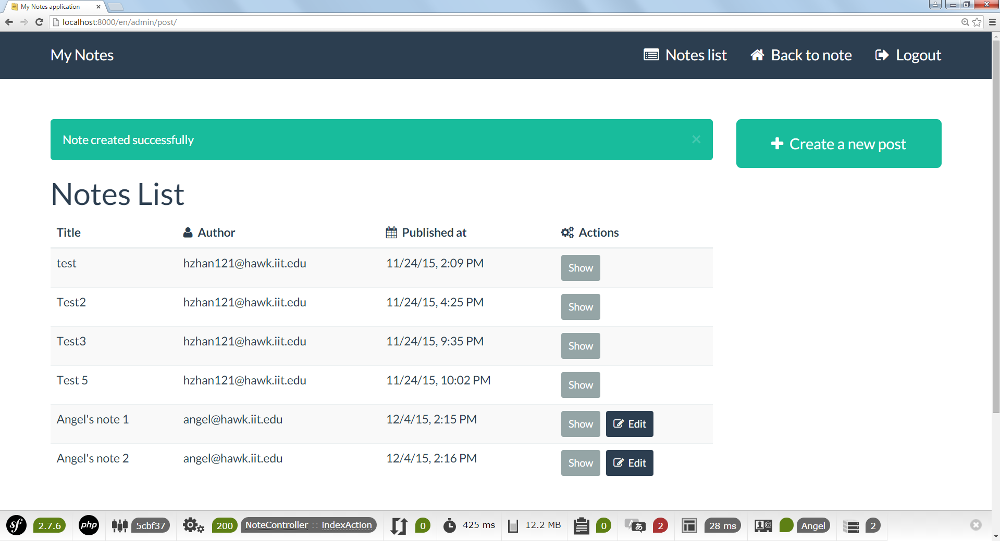 My Notes application
localhost:8000/en/admin/post/
My Notes
Notes list
Back to note
Logout
Note created successfully
×
+ Create a new post
Notes List
Title Author Published at Actions
test hzhan121@hawk.iit.edu 11/24/15, 2:09 PM Show
Test2 hzhan121@hawk.iit.edu 11/24/15, 4:25 PM Show
Test3 hzhan121@hawk.iit.edu 11/24/15, 9:35 PM Show
Test 5 hzhan121@hawk.iit.edu 11/24/15, 10:02 PM Show
Angel's note 1 angel@hawk.iit.edu 12/4/15, 2:15 PM Show Edit
Angel's note 2 angel@hawk.iit.edu 12/4/15, 2:16 PM Show Edit
sf 2.7.6 php 5cbf37 200 NoteController :: indexAction 0 425 ms 12.2 MB 0 A あ 2 28 ms Angel 2